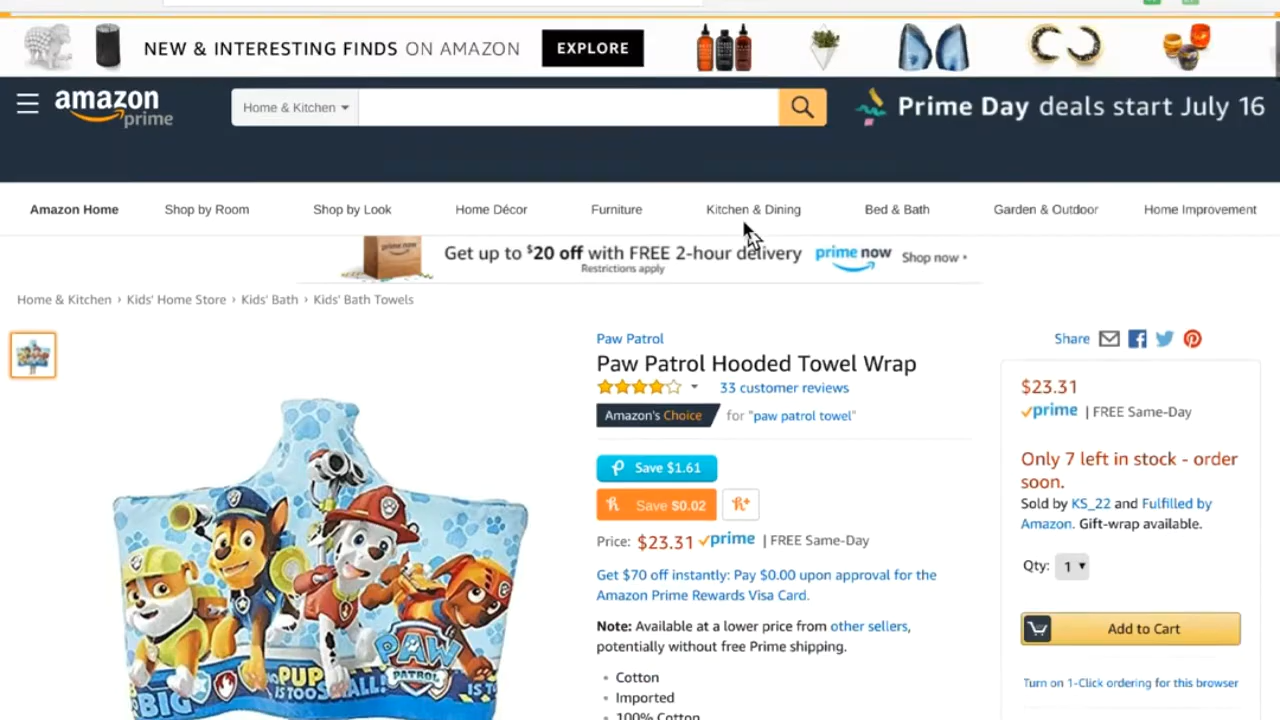 NEW & INTERESTING FINDS ON AMAZON EXPLORE
amazon prime
Home & Kitchen
Prime Day deals start July 16
Amazon Home Shop by Room Shop by Look Home Décor Furniture Kitchen & Dining Bed & Bath Garden & Outdoor Home Improvement
Get up to $20 off with FREE 2-hour delivery prime now Shop now
Restrictions apply
Home & Kitchen › Kids' Home Store › Kids' Bath › Kids' Bath Towels
Paw Patrol
Paw Patrol Hooded Towel Wrap
33 customer reviews
Amazon's Choice for "paw patrol towel"
Save $1.61
Save $0.02
Price: $23.31 prime | FREE Same-Day
Get $70 off instantly: Pay $0.00 upon approval for the
Amazon Prime Rewards Visa Card.
Note: Available at a lower price from other sellers,
potentially without free Prime shipping.
• Cotton
• Imported
• 100% Cotton
Share
$23.31
prime | FREE Same-Day
Only 7 left in stock - order
soon.
Sold by KS_22 and Fulfilled by
Amazon. Gift-wrap available.
Qty: 1
Add to Cart
Turn on 1-Click ordering for this browser
PAW
PATROL
PUP
IS TOO SMALL!
BIG
IS T